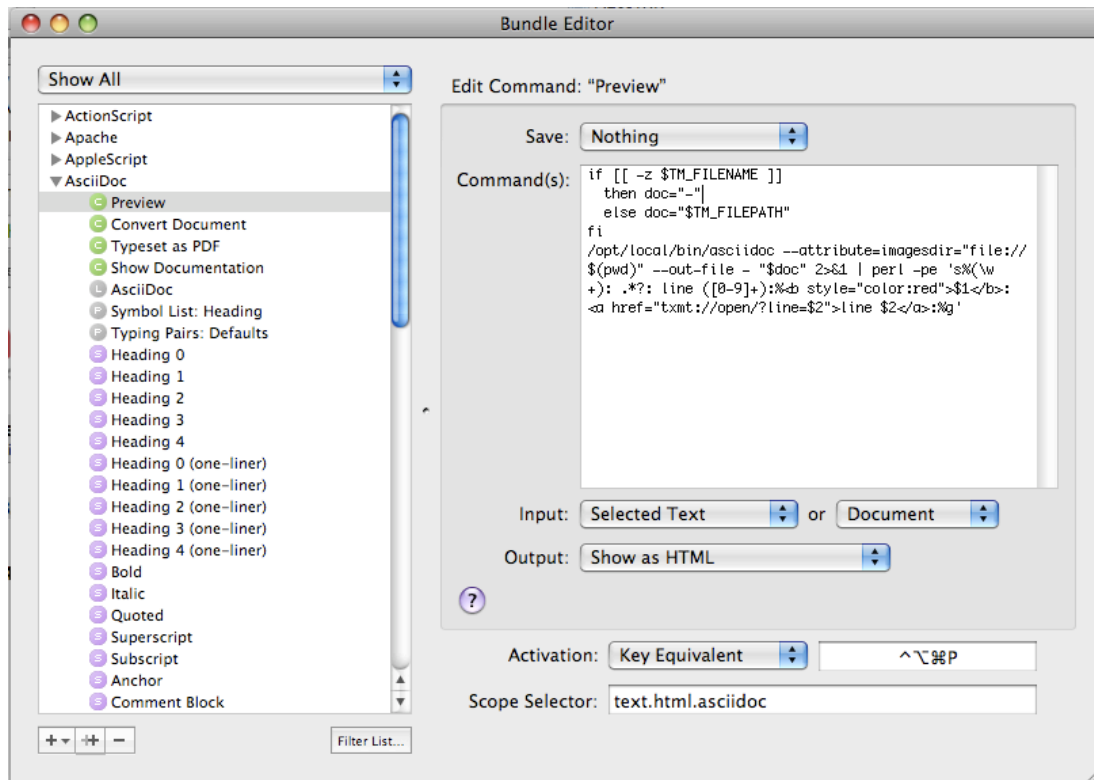 Bundle Editor
Show All
ActionScript
Apache
AppleScript
AsciiDoc
C Preview
C Convert Document
C Typeset as PDF
C Show Documentation
L AsciiDoc
P Symbol List: Heading
P Typing Pairs: Defaults
S Heading 0
S Heading 1
S Heading 2
S Heading 3
S Heading 4
S Heading 0 (one-liner)
S Heading 1 (one-liner)
S Heading 2 (one-liner)
S Heading 3 (one-liner)
S Heading 4 (one-liner)
S Bold
S Italic
S Quoted
S Superscript
S Subscript
S Anchor
S Comment Block
Filter List...
Edit Command: “Preview”
Save: Nothing
Command(s):
if [[ -z $TM_FILENAME ]]
then doc="-"
else doc="$TM_FILEPATH"
fi
/opt/local/bin/asciidoc --attribute=imagesdir="file://
$(pwd)" --out-file - "$doc" 2>&1 | perl -pe 's%(\w
+): .*?: line ([0-9]+):%<b style="color:red">$1</b>:
<a href="txmt://open/?line=$2">line $2</a>:%g'
Input: Selected Text or Document
Output: Show as HTML
?
Activation: Key Equivalent ^⌥⌘P
Scope Selector: text.html.asciidoc